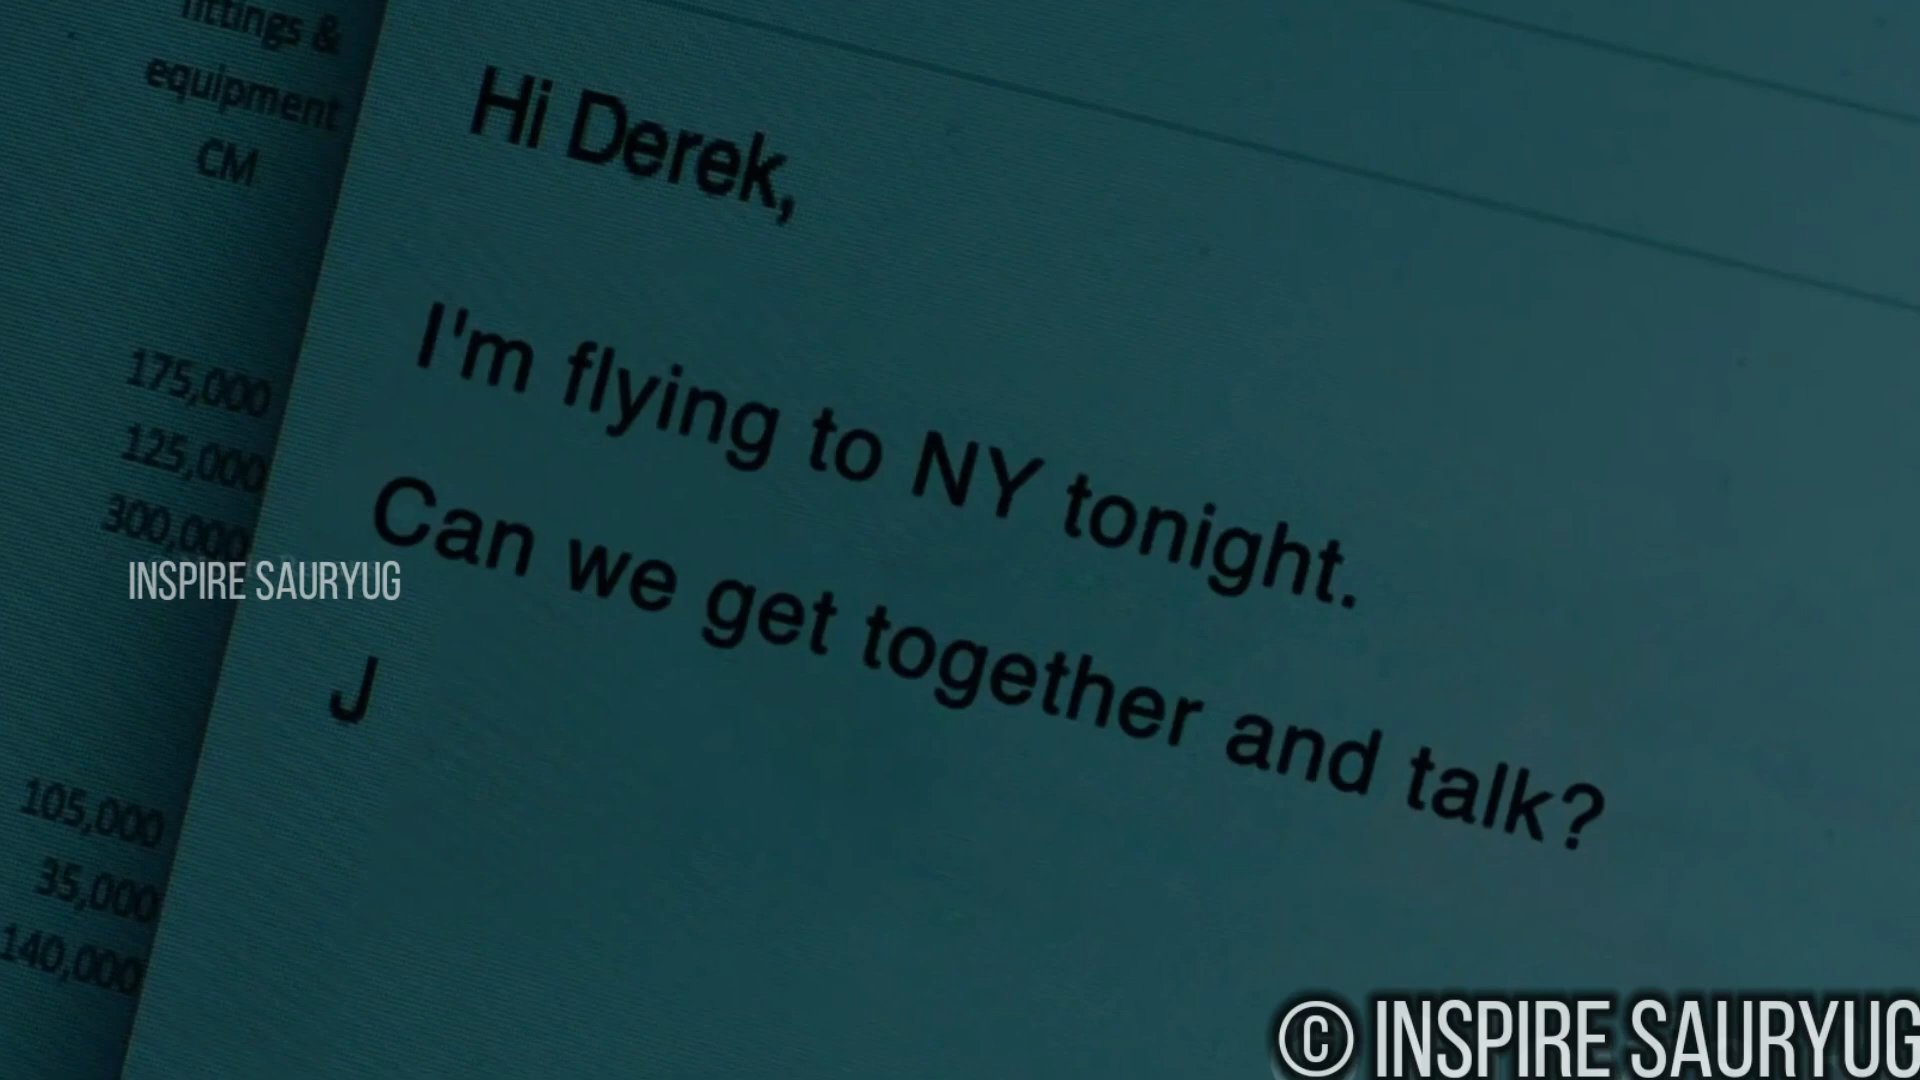 fittings &
equipment
CM
175,000
125,000
300,000
105,000
35,000
140,000
Hi Derek,
I'm flying to NY tonight.
Can we get together and talk?
J
INSPIRE SAURYUG
© INSPIRE SAURYUG